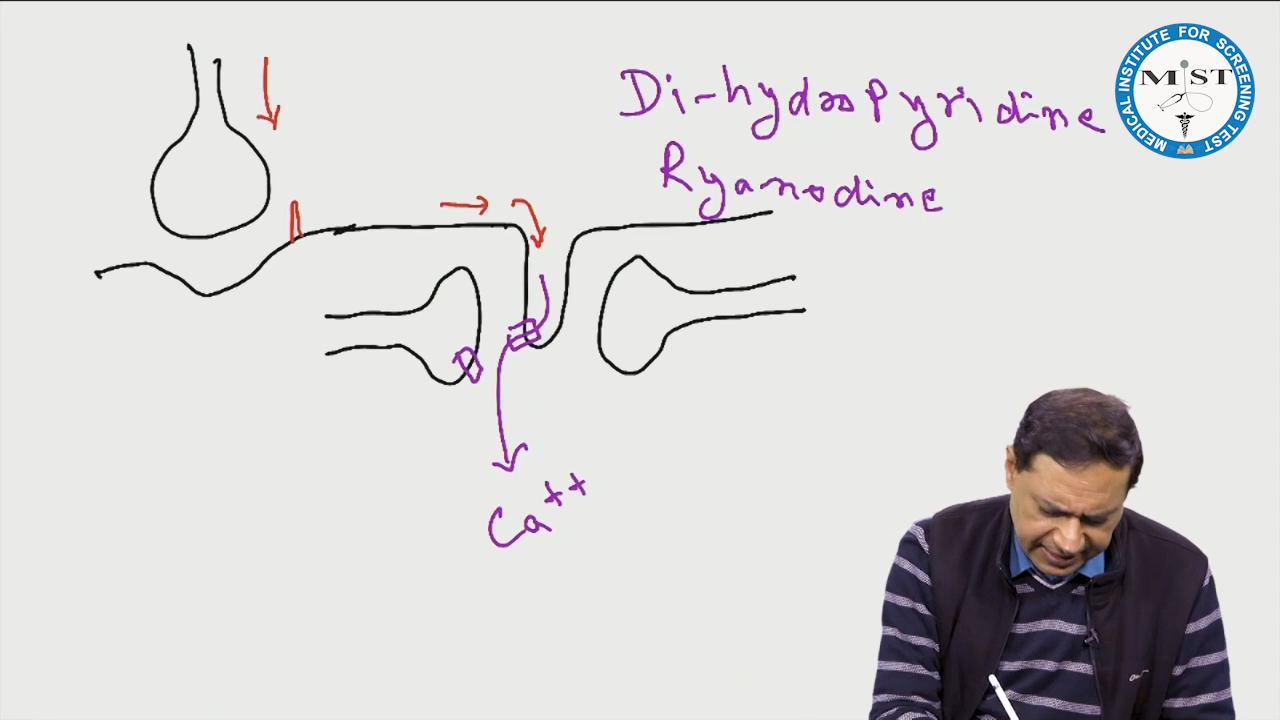 Di-hydropyridine
Ryanodine
Ca++
MEDICAL INSTITUTE FOR SCREENING TEST
MIST